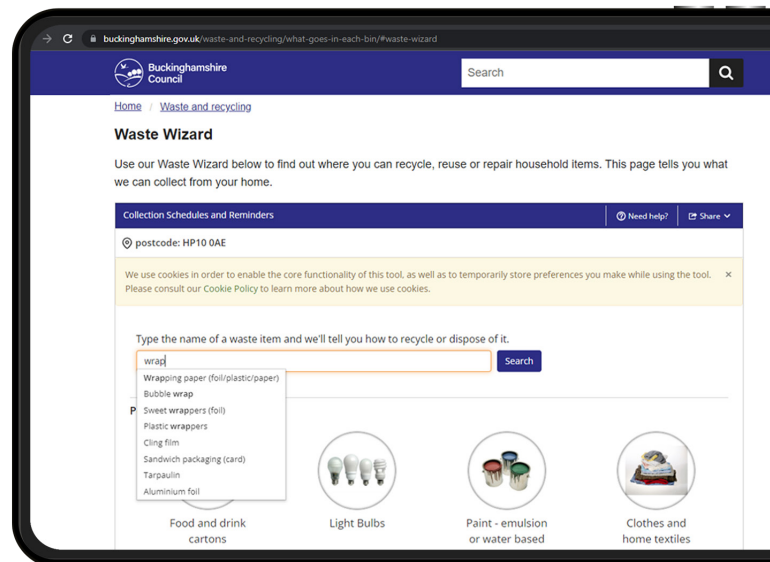 buckinghamshire.gov.uk/waste-and-recycling/what-goes-in-each-bin/#waste-wizard
Buckinghamshire
Council
Search
Home / Waste and recycling
Waste Wizard
Use our Waste Wizard below to find out where you can recycle, reuse or repair household items. This page tells you what
we can collect from your home.
Collection Schedules and Reminders
Need help?
Share
postcode: HP10 0AE
We use cookies in order to enable the core functionality of this tool, as well as to temporarily store preferences you make while using the tool. ×
Please consult our Cookie Policy to learn more about how we use cookies.
Type the name of a waste item and we'll tell you how to recycle or dispose of it.
wrap
Search
Wrapping paper (foil/plastic/paper)
Bubble wrap
P
Sweet wrappers (foil)
Plastic wrappers
Cling film
Sandwich packaging (card)
Tarpaulin
Aluminium foil
Food and drink
cartons
Light Bulbs
Paint - emulsion
or water based
Clothes and
home textiles